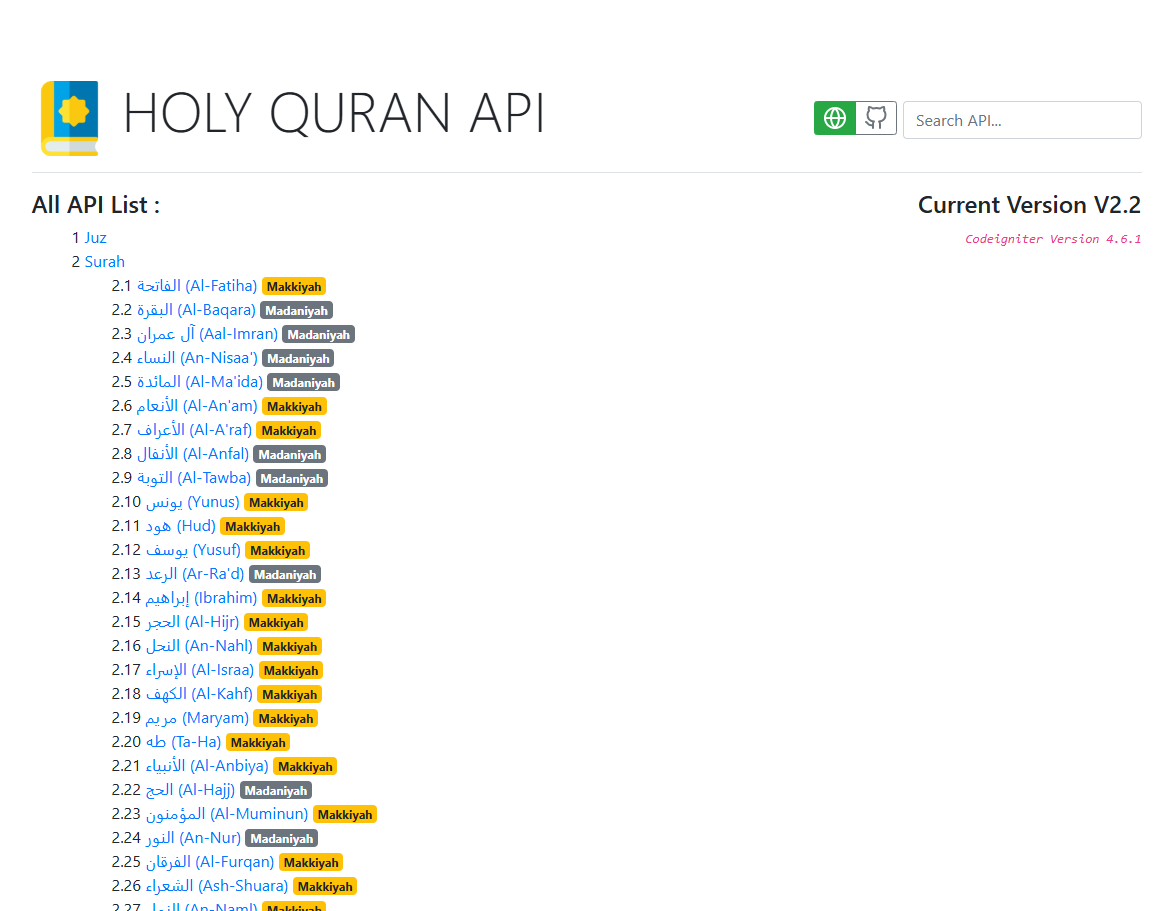 HOLY QURAN API
Search API...
All API List :
Current Version V2.2
1 Juz
Codeigniter Version 4.6.1
2 Surah
2.1 الفاتحة (Al-Fatiha) Makkiyah
2.2 البقرة (Al-Baqara) Madaniyah
2.3 آل عمران (Aal-Imran) Madaniyah
2.4 النساء (An-Nisaa') Madaniyah
2.5 المائدة (Al-Ma'ida) Madaniyah
2.6 الأنعام (Al-An'am) Makkiyah
2.7 الأعراف (Al-A'raf) Makkiyah
2.8 الأنفال (Al-Anfal) Madaniyah
2.9 التوبة (Al-Tawba) Madaniyah
2.10 يونس (Yunus) Makkiyah
2.11 هود (Hud) Makkiyah
2.12 يوسف (Yusuf) Makkiyah
2.13 الرعد (Ar-Ra'd) Madaniyah
2.14 إبراهيم (Ibrahim) Makkiyah
2.15 الحجر (Al-Hijr) Makkiyah
2.16 النحل (An-Nahl) Makkiyah
2.17 الإسراء (Al-Israa) Makkiyah
2.18 الكهف (Al-Kahf) Makkiyah
2.19 مريم (Maryam) Makkiyah
2.20 طه (Ta-Ha) Makkiyah
2.21 الأنبياء (Al-Anbiya) Makkiyah
2.22 الحج (Al-Hajj) Madaniyah
2.23 المؤمنون (Al-Muminun) Makkiyah
2.24 النور (An-Nur) Madaniyah
2.25 الفرقان (Al-Furqan) Makkiyah
2.26 الشعراء (Ash-Shuara) Makkiyah
2.27 النمل (An-Naml) Makkiyah